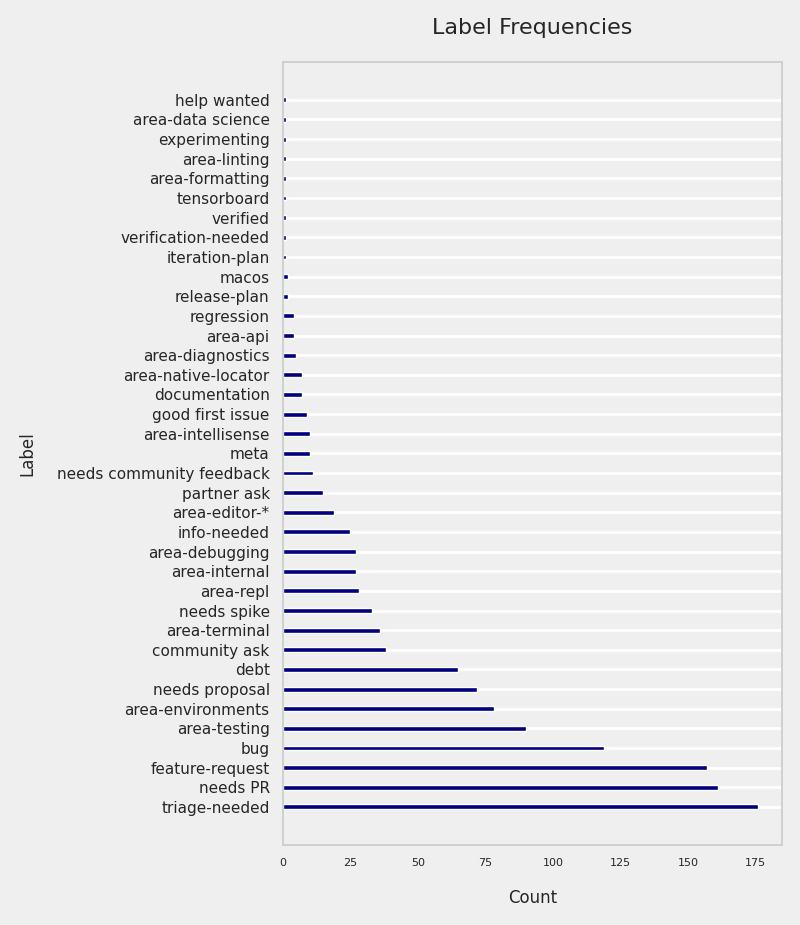 Label Frequencies
help wanted
area-data science
experimenting
area-linting
area-formatting
tensorboard
verified
verification-needed
iteration-plan
macos
release-plan
regression
area-api
area-diagnostics
area-native-locator
documentation
good first issue
area-intellisense
meta
needs community feedback
partner ask
area-editor-*
info-needed
area-debugging
area-internal
area-repl
needs spike
area-terminal
community ask
debt
needs proposal
area-environments
area-testing
bug
feature-request
needs PR
triage-needed
Label
0 25 50 75 100 125 150 175
Count